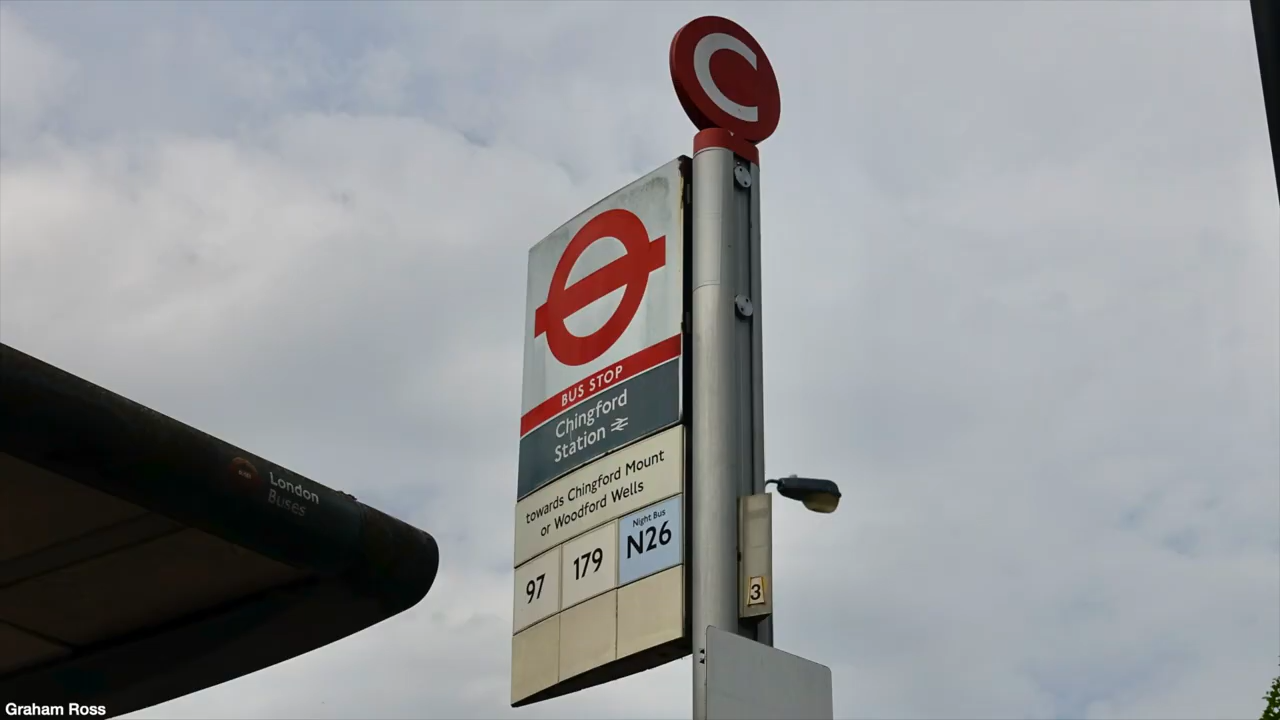 C
BUS STOP
Chingford
Station
towards Chingford Mount
or Woodford Wells
97
179
Night Bus
N26
3
London
Buses
Graham Ross